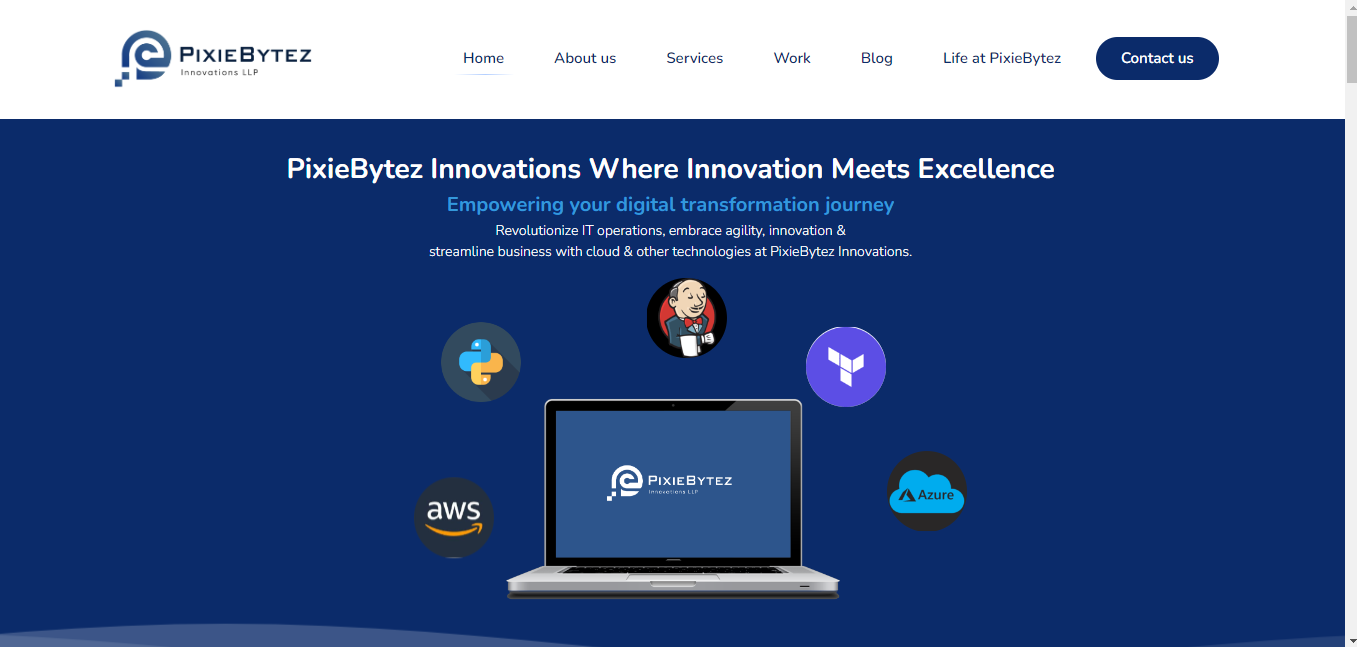 PIXIEBYTEZ
Innovations LLP
Home About us Services Work Blog Life at PixieBytez Contact us
PixieBytez Innovations Where Innovation Meets Excellence
Empowering your digital transformation journey
Revolutionize IT operations, embrace agility, innovation &
streamline business with cloud & other technologies at PixieBytez Innovations.
PIXIEBYTEZ
Innovations LLP
Azure
aws